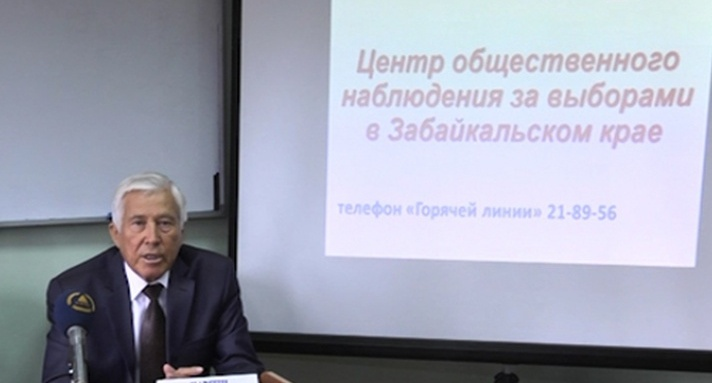 Центр общественного
наблюдения за выборами
в Забайкальском крае
телефон «Горячей линии» 21-89-56